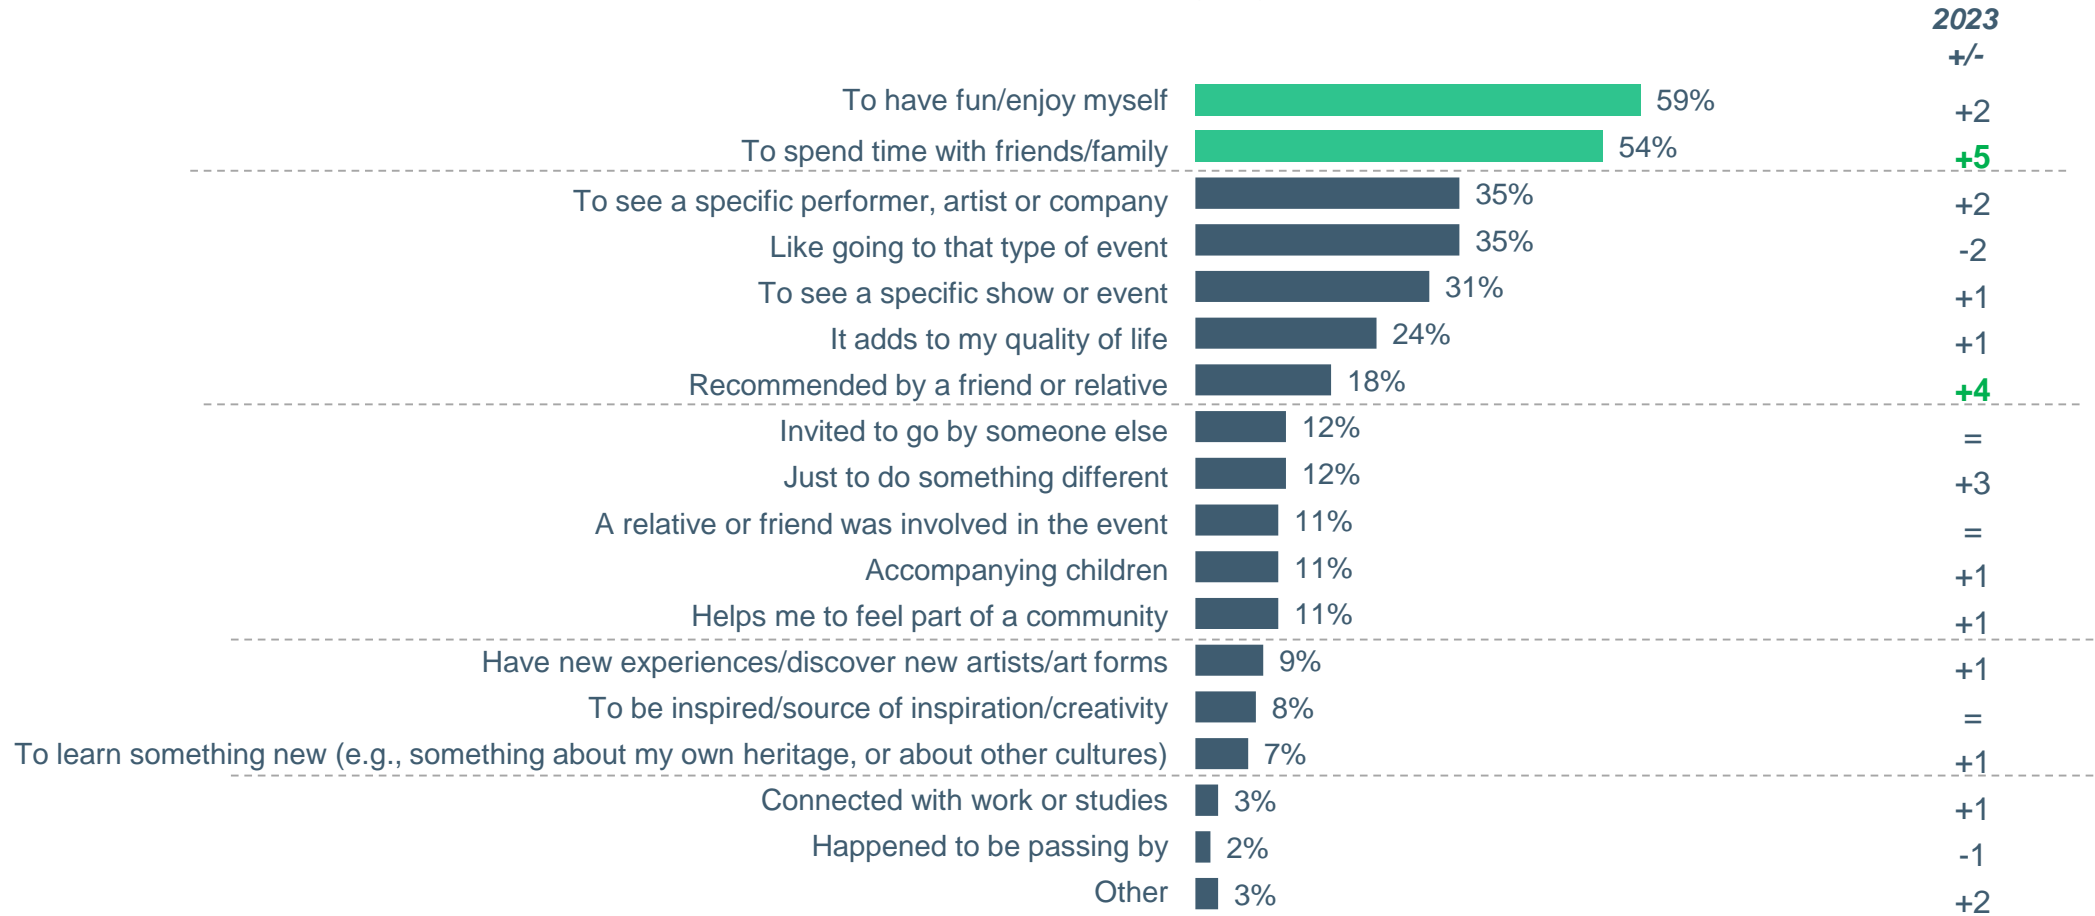 2023
+/-
To have fun/enjoy myself 59% +2
To spend time with friends/family 54% +5
To see a specific performer, artist or company 35% +2
Like going to that type of event 35% -2
To see a specific show or event 31% +1
It adds to my quality of life 24% +1
Recommended by a friend or relative 18% +4
Invited to go by someone else 12% =
Just to do something different 12% +3
A relative or friend was involved in the event 11% =
Accompanying children 11% +1
Helps me to feel part of a community 11% +1
Have new experiences/discover new artists/art forms 9% +1
To be inspired/source of inspiration/creativity 8% =
To learn something new (e.g., something about my own heritage, or about other cultures) 7% +1
Connected with work or studies 3% +1
Happened to be passing by 2% -1
Other 3% +2